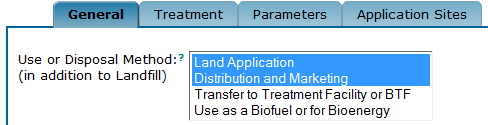 General Treatment Parameters Application Sites
Use or Disposal Method:? Land Application
(in addition to Landfill) Distribution and Marketing
Transfer to Treatment Facility or BTF
Use as a Biofuel or for Bioenergy